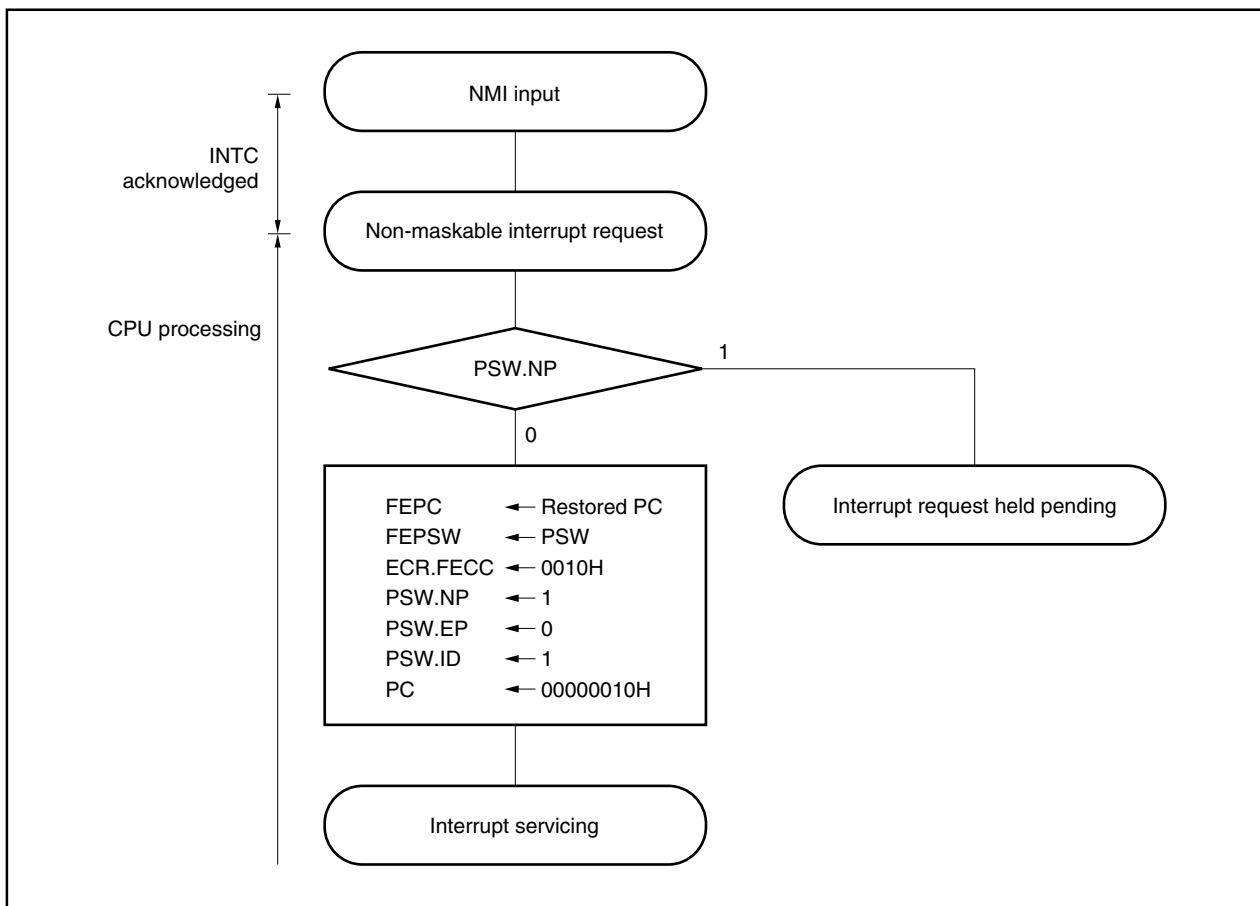 NMI input
INTC
acknowledged
Non-maskable interrupt request
CPU processing
PSW.NP
1
0
FEPC ← Restored PC
FEPSW ← PSW
ECR.FECC ← 0010H
PSW.NP ← 1
PSW.EP ← 0
PSW.ID ← 1
PC ← 00000010H
Interrupt request held pending
Interrupt servicing